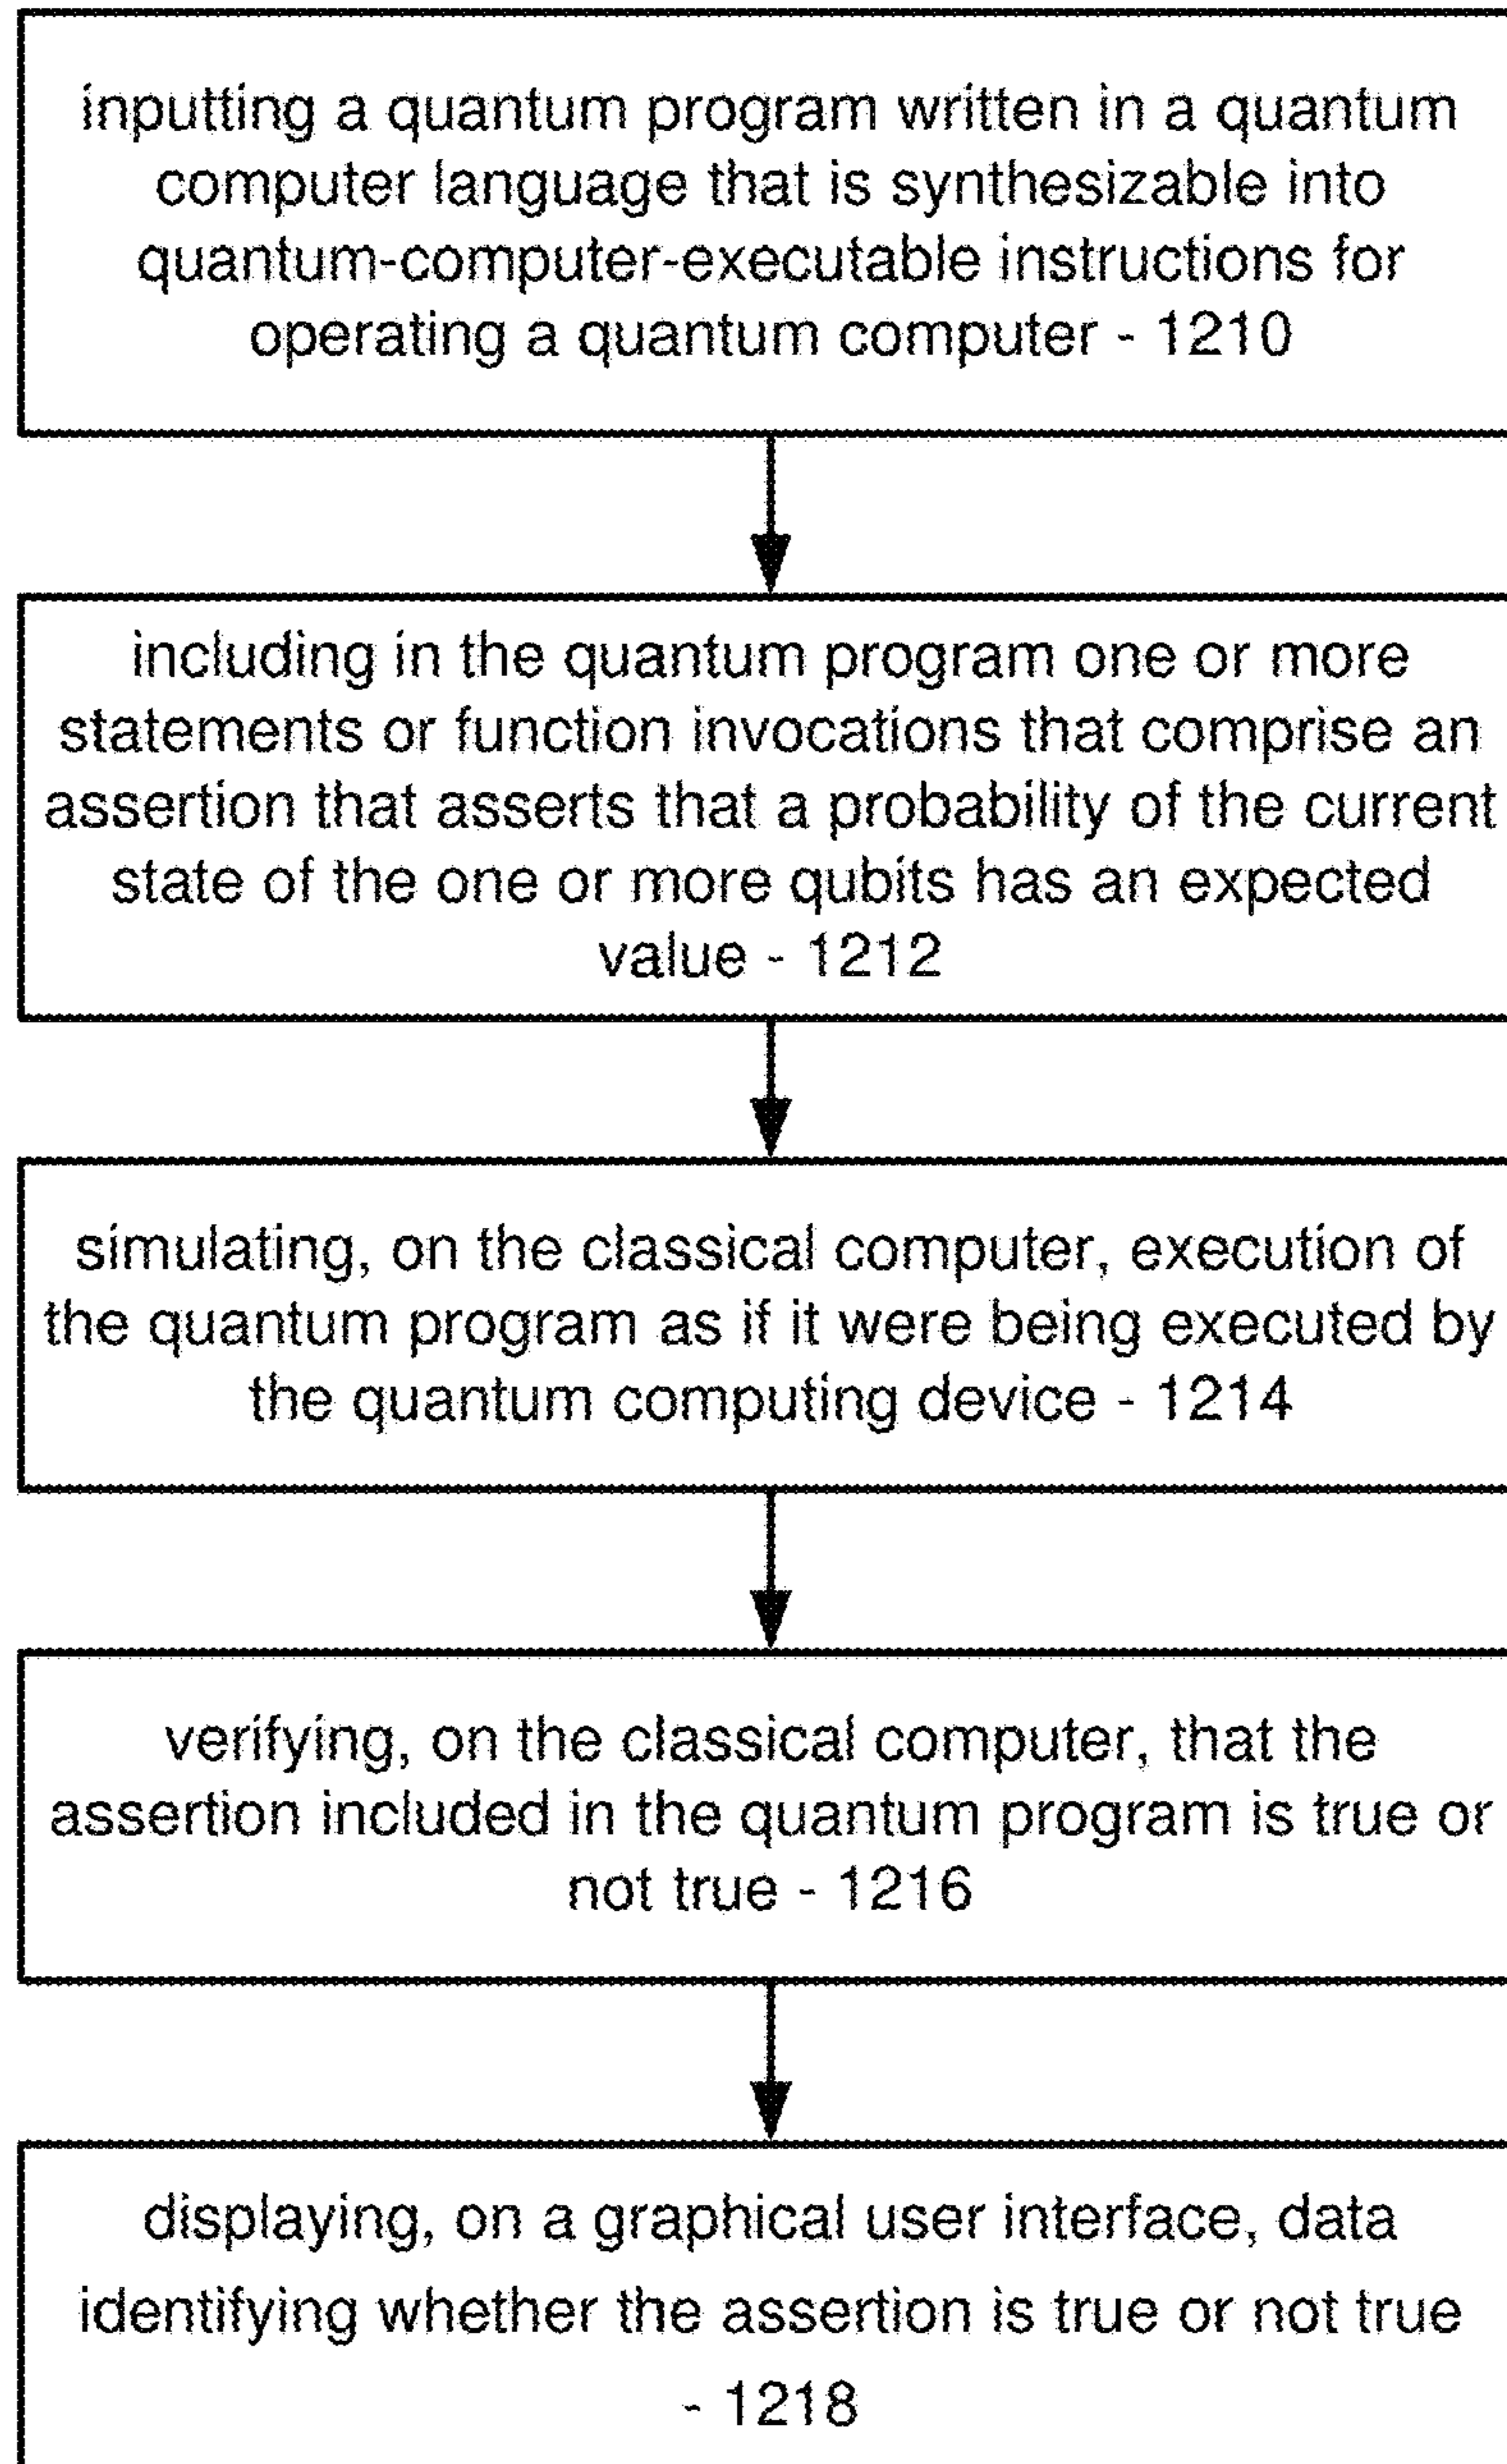 inputting a quantum program written in a quantum
computer language that is synthesizable into
quantum-computer-executable instructions for
operating a quantum computer - 1210
including in the quantum program one or more
statements or function invocations that comprise an
assertion that asserts that a probability of the current
state of the one or more qubits has an expected
value - 1212
simulating, on the classical computer, execution of
the quantum program as if it were being executed by
the quantum computing device - 1214
verifying, on the classical computer, that the
assertion included in the quantum program is true or
not true - 1216
displaying, on a graphical user interface, data
identifying whether the assertion is true or not true
- 1218